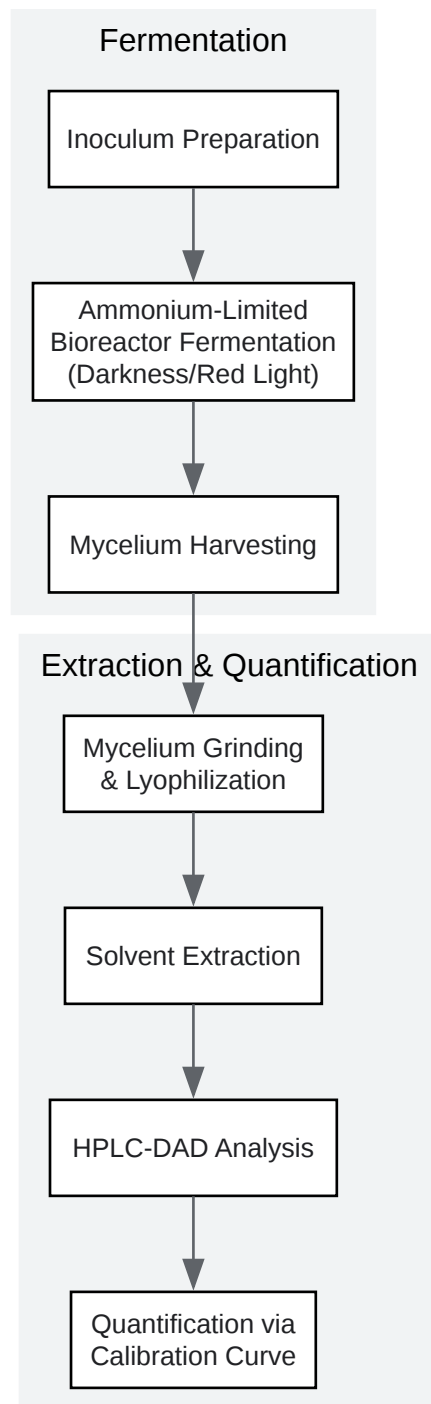 Fermentation
Inoculum Preparation
Ammonium-Limited
Bioreactor Fermentation
(Darkness/Red Light)
Mycelium Harvesting
Extraction & Quantification
Mycelium Grinding
& Lyophilization
Solvent Extraction
HPLC-DAD Analysis
Quantification via
Calibration Curve